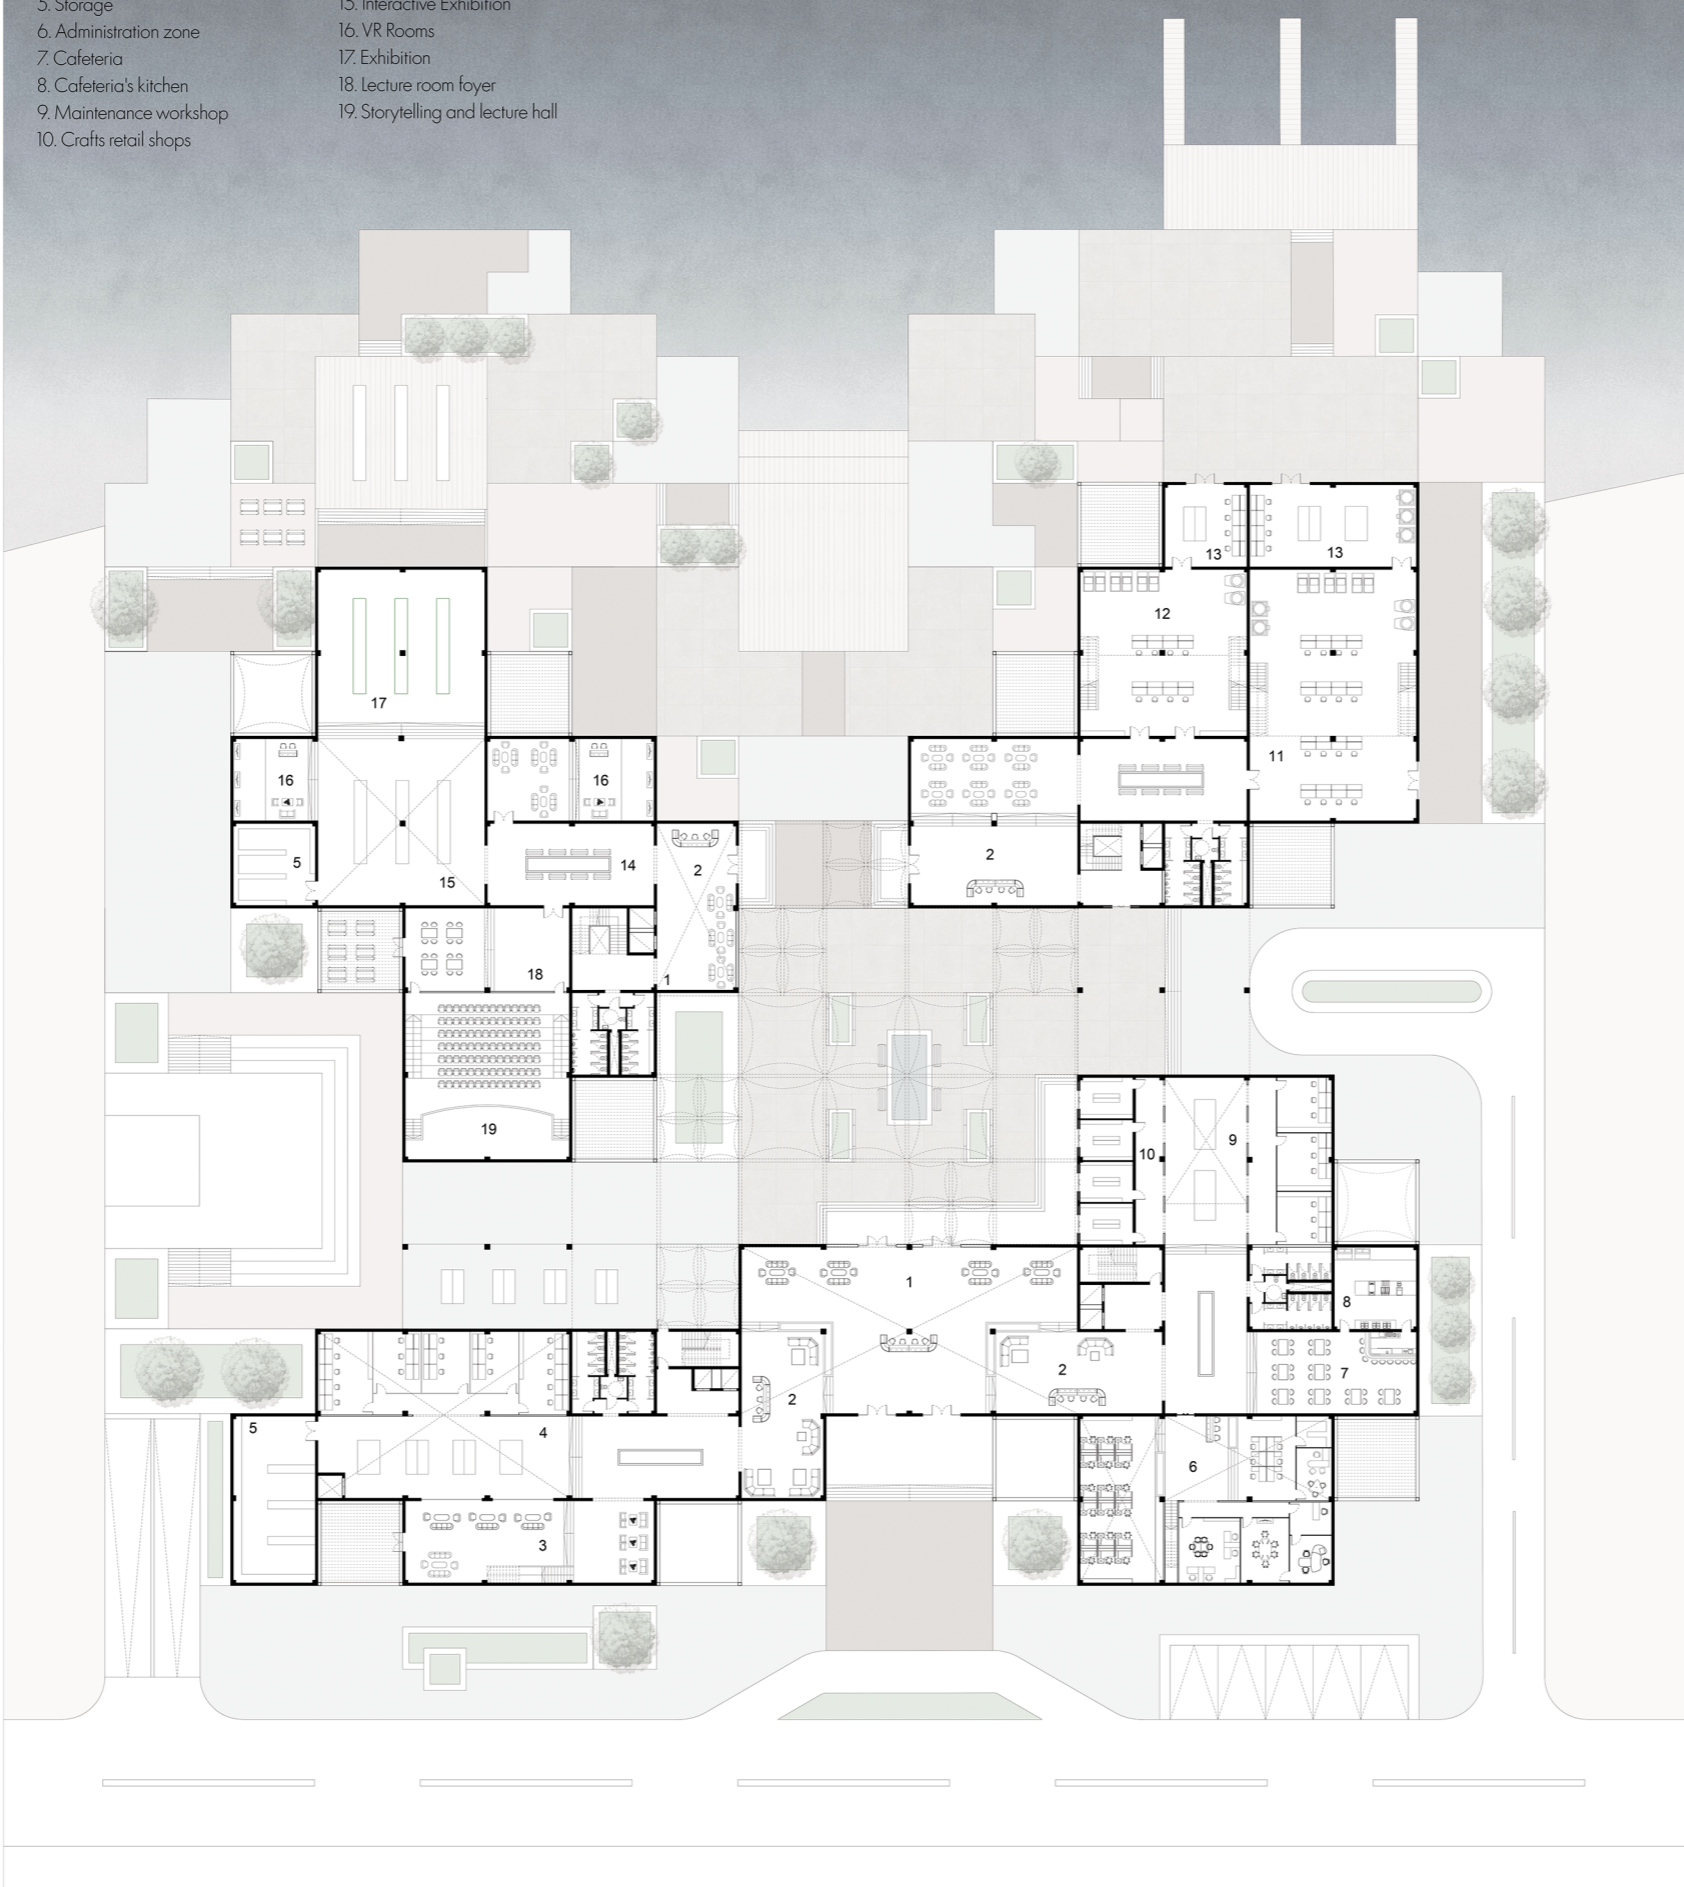 5. Storage
6. Administration zone
7. Cafeteria
8. Cafeteria's kitchen
9. Maintenance workshop
10. Crafts retail shops
15. Interactive Exhibition
16. VR Rooms
17. Exhibition
18. Lecture room foyer
19. Storytelling and lecture hall
13
13
12
17
11
16
16
2
5
14
2
15
18
1
19
9
10
1
8
2
7
2
5
4
6
3